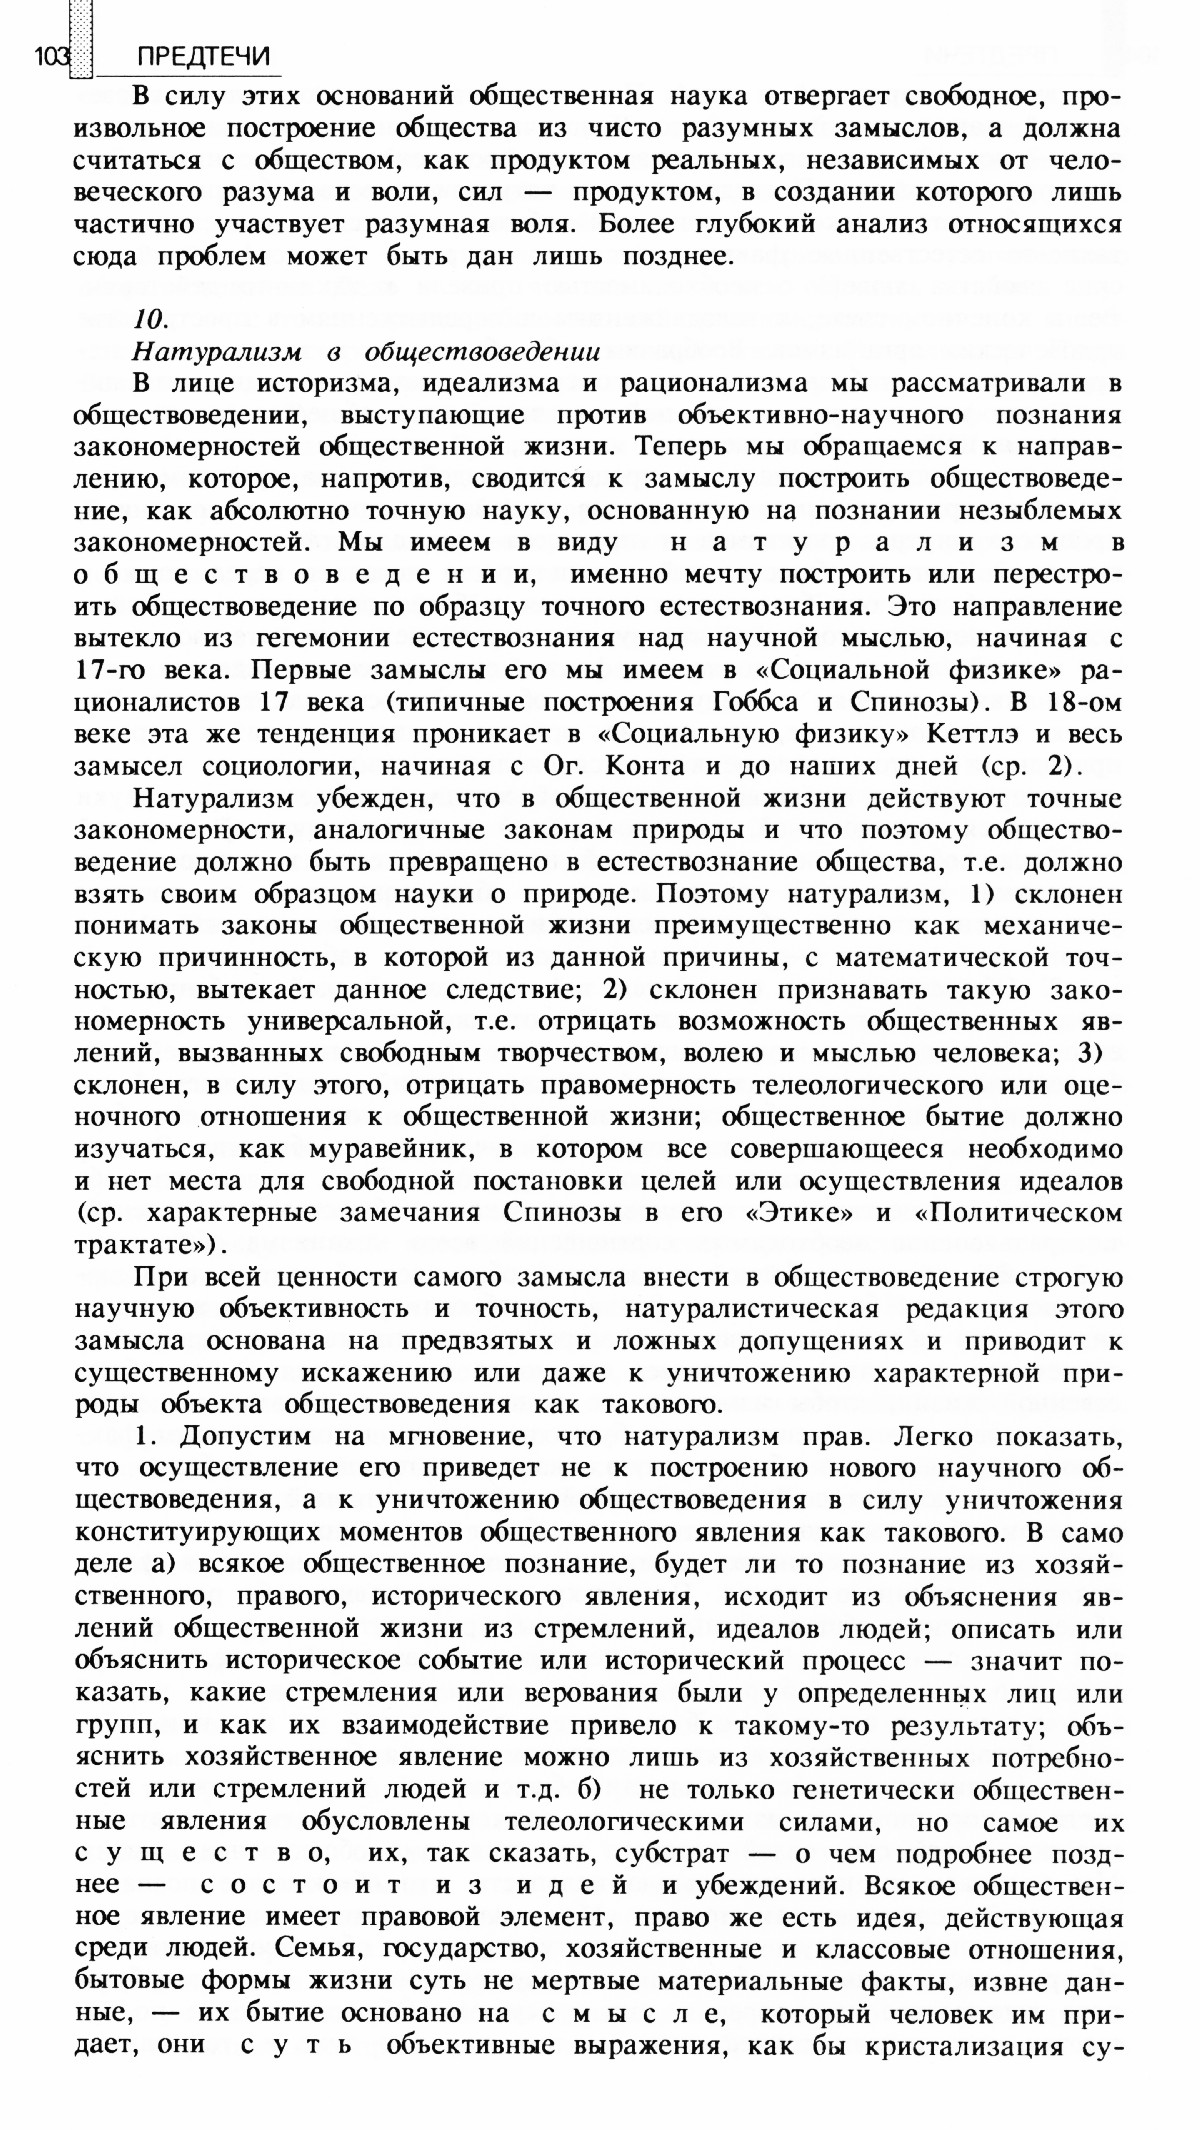 103 ПРЕДТЕЧИ
В силу этих оснований общественная наука отвергает свободное, про-
извольное построение общества из чисто разумных замыслов, а должна
считаться с обществом, как продуктом реальных, независимых от чело-
веческого разума и воли, сил — продуктом, в создании которого лишь
частично участвует разумная воля. Более глубокий анализ относящихся
сюда проблем может быть дан лишь позднее.
10.
Натурализм в обществоведении
В лице историзма, идеализма и рационализма мы рассматривали в
обществоведении, выступающие против объективно-научного познания
закономерностей общественной жизни. Теперь мы обращаемся к направ-
лению, которое, напротив, сводится к замыслу построить обществоведе-
ние, как абсолютно точную науку, основанную на познании незыблемых
закономерностей. Мы имеем в виду н а т у р а л и з м в
о б щ е с т в о в е д е н и и, именно мечту построить или перестро-
ить обществоведение по образцу точного естествознания. Это направление
вытекло из гегемонии естествознания над научной мыслью, начиная с
17-го века. Первые замыслы его мы имеем в «Социальной физике» ра-
ционалистов 17 века (типичные построения Гоббса и Спинозы). В 18-ом
веке эта же тенденция проникает в «Социальную физику» Кеттлэ и весь
замысел социологии, начиная с Ог. Конта и до наших дней (ср. 2).
Натурализм убежден, что в общественной жизни действуют точные
закономерности, аналогичные законам природы и что поэтому общество-
ведение должно быть превращено в естествознание общества, т.е. должно
взять своим образцом науки о природе. Поэтому натурализм, 1) склонен
понимать законы общественной жизни преимущественно как механиче-
скую причинность, в которой из данной причины, с математической точ-
ностью, вытекает данное следствие; 2) склонен признавать такую зако-
номерность универсальной, т.е. отрицать возможность общественных яв-
лений, вызванных свободным творчеством, волею и мыслью человека; 3)
склонен, в силу этого, отрицать правомерность телеологического или оце-
ночного отношения к общественной жизни; общественное бытие должно
изучаться, как муравейник, в котором все совершающееся необходимо
и нет места для свободной постановки целей или осуществления идеалов
(ср. характерные замечания Спинозы в его «Этике» и «Политическом
трактате»).
При всей ценности самого замысла внести в обществоведение строгую
научную объективность и точность, натуралистическая редакция этого
замысла основана на предвзятых и ложных допущениях и приводит к
существенному искажению или даже к уничтожению характерной при-
роды объекта обществоведения как такового.
1. Допустим на мгновение, что натурализм прав. Легко показать,
что осуществление его приведет не к построению нового научного об-
ществоведения, а к уничтожению обществоведения в силу уничтожения
конституирующих моментов общественного явления как такового. В само
деле а) всякое общественное познание, будет ли то познание из хозяй-
ственного, правого, исторического явления, исходит из объяснения яв-
лений общественной жизни из стремлений, идеалов людей; описать или
объяснить историческое событие или исторический процесс — значит по-
казать, какие стремления или верования были у определенных лиц или
групп, и как их взаимодействие привело к такому-то результату; объ-
яснить хозяйственное явление можно лишь из хозяйственных потребно-
стей или стремлений людей и т.д. б) не только генетически обществен-
ные явления обусловлены телеологическими силами, но самое их
с у щ е с т в о, их, так сказать, субстрат — о чем подробнее позд-
нее — с о с т о и т и з и д е й и убеждений. Всякое обществен-
ное явление имеет правовой элемент, право же есть идея, действующая
среди людей. Семья, государство, хозяйственные и классовые отношения,
бытовые формы жизни суть не мертвые материальные факты, извне дан-
ные, — их бытие основано на с м ы с л е, который человек им при-
дает, они с у т ь объективные выражения, как бы кристализация су-